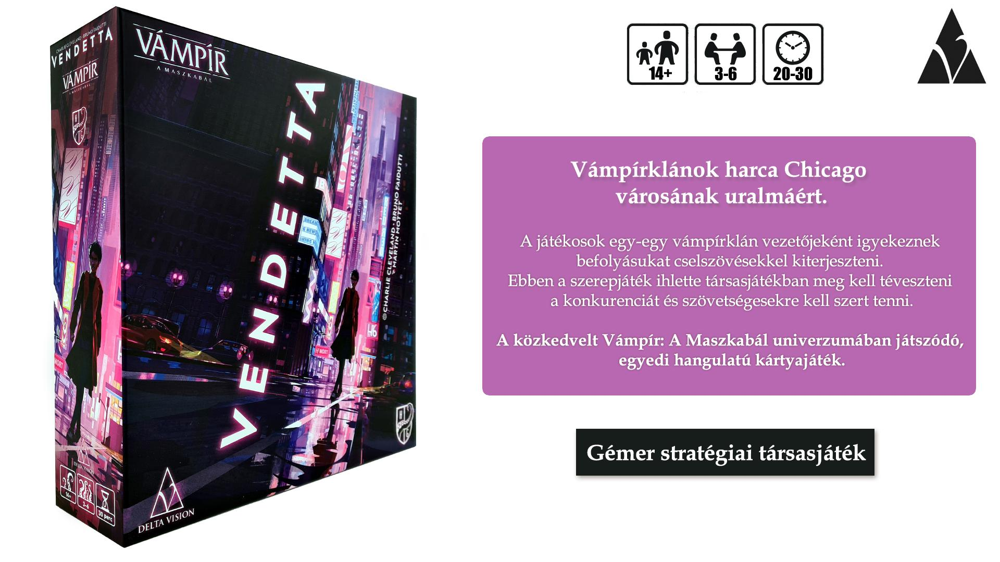 CHARLIE CLEVELAND · BRUNO FAIDUTTI
VENDETTA
VÁMPÍR
A MASZKABÁL
14+
3-6
30 perc
DELTA VISION
VÁMPÍR
A MASZKABÁL
VENDETTA
CHARLIE CLEVELAND · BRUNO FAIDUTTI
MARTIN MOTTET
DELTA VISION
14+
3-6
20-30
Vámpírklánok harca Chicago
városának uralmáért.
A játékosok egy-egy vámpírklán vezetőjeként igyekeznek
befolyásukat cselszövésekkel kiterjeszteni.
Ebben a szerepjáték ihlette társasjátékban meg kell téveszteni
a konkurenciát és szövetségesekre kell szert tenni.
A közkedvelt Vámpír: A Maszkabál univerzumában játszódó,
egyedi hangulatú kártyajáték.
Gémer stratégiai társasjáték